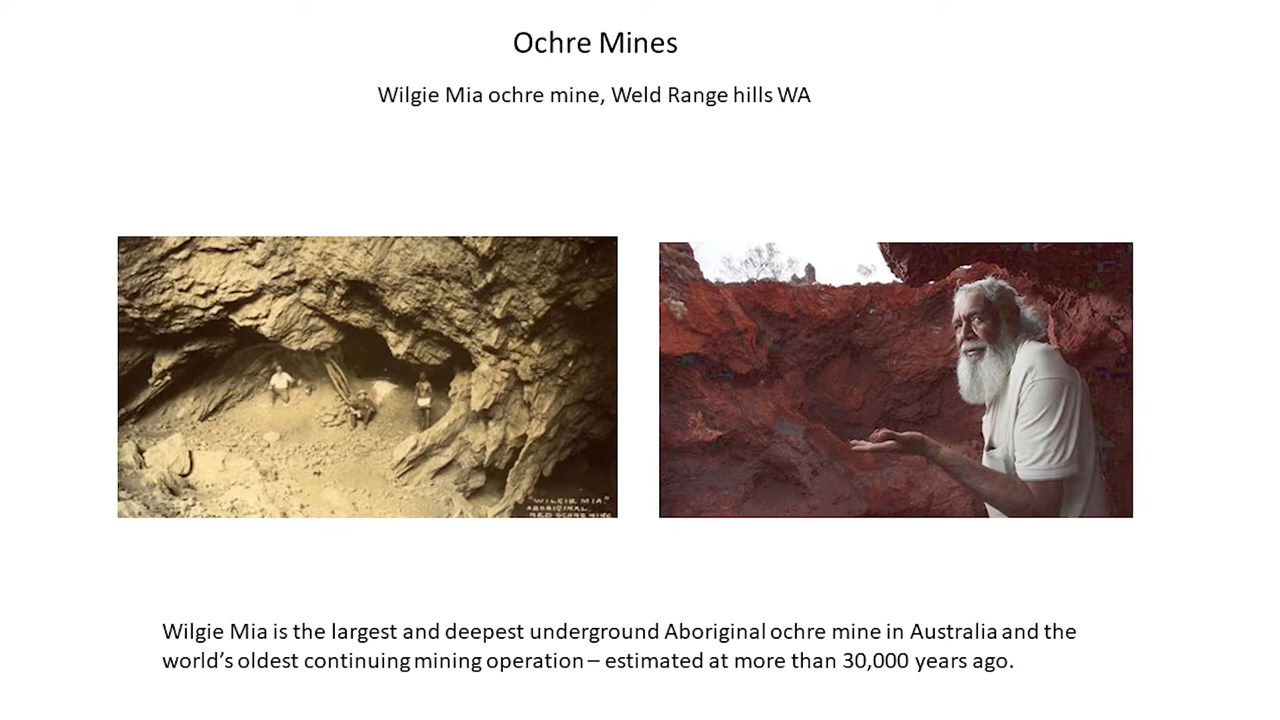 Ochre Mines
Wilgie Mia ochre mine, Weld Range hills WA
"WILGIE MIA"
ABORIGINAL
RED OCHRE MINE
Wilgie Mia is the largest and deepest underground Aboriginal ochre mine in Australia and the
world’s oldest continuing mining operation – estimated at more than 30,000 years ago.